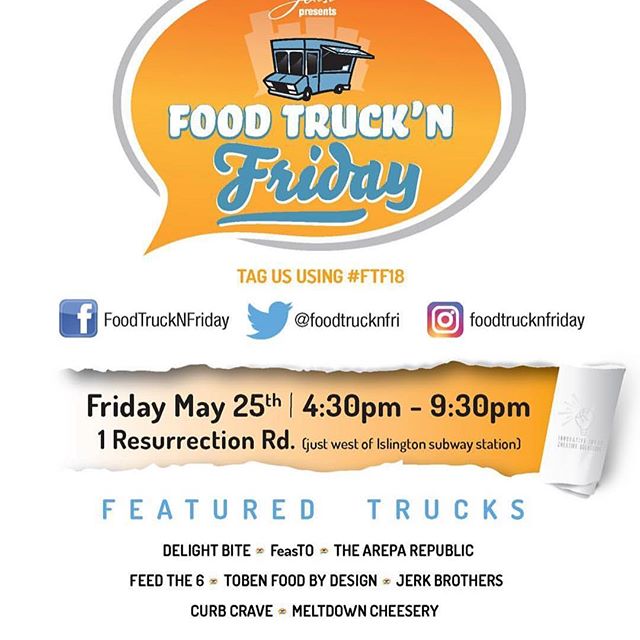 presents
FOOD TRUCK'N
Friday
TAG US USING #FTF18
FoodTruckNFriday @foodtrucknfri foodtrucknfriday
Friday May 25th | 4:30pm - 9:30pm
1 Resurrection Rd. (just west of Islington subway station)
FEATURED TRUCKS
DELIGHT BITE FeasTO THE AREPA REPUBLIC
FEED THE 6 TOBEN FOOD BY DESIGN JERK BROTHERS
CURB CRAVE MELTDOWN CHEESERY